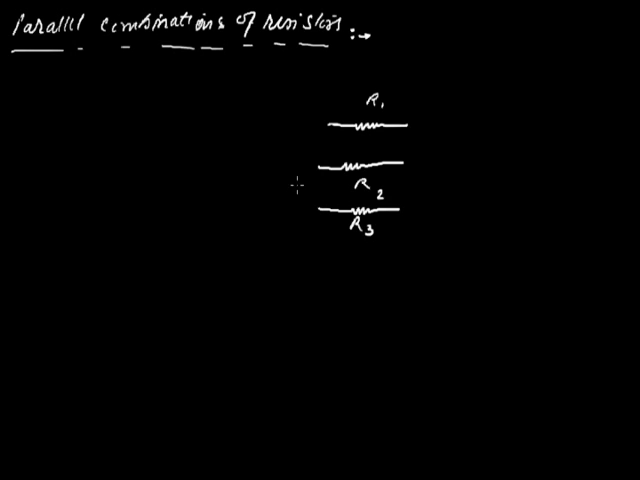 Parallel combinations of resistors :→
R1
R2
R3